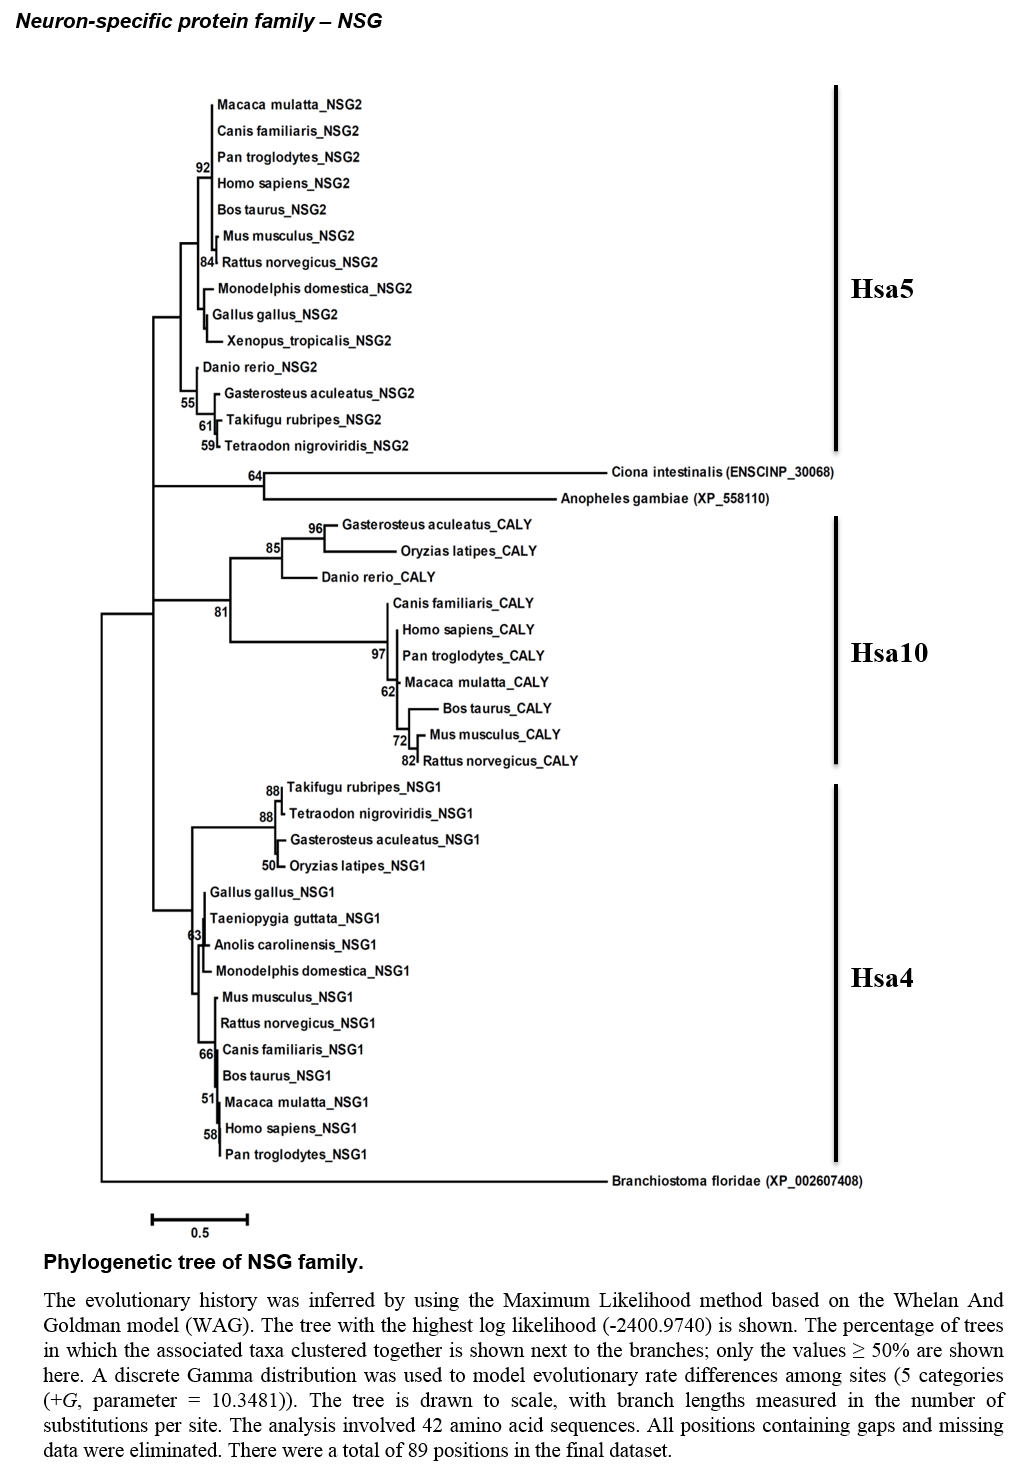 Neuron-specific protein family – NSG
Macaca mulatta_NSG2
Canis familiaris_NSG2
Pan troglodytes_NSG2
92
Homo sapiens_NSG2
Bos taurus_NSG2
Mus musculus_NSG2
84
Rattus norvegicus_NSG2
Monodelphis domestica_NSG2
Hsa5
Gallus gallus_NSG2
Xenopus_tropicalis_NSG2
Danio rerio_NSG2
Gasterosteus aculeatus_NSG2
55
Takifugu rubripes_NSG2
61
59
Tetraodon nigroviridis_NSG2
64
Ciona intestinalis (ENSCINP_30068)
Anopheles gambiae (XP_558110)
96
Gasterosteus aculeatus_CALY
85
Oryzias latipes_CALY
Danio rerio_CALY
Canis familiaris_CALY
81
Homo sapiens_CALY
97
Pan troglodytes_CALY
Hsa10
62
Macaca mulatta_CALY
Bos taurus_CALY
72
Mus musculus_CALY
82
Rattus norvegicus_CALY
88
Takifugu rubripes_NSG1
88
Tetraodon nigroviridis_NSG1
Gasterosteus aculeatus_NSG1
50
Oryzias latipes_NSG1
Gallus gallus_NSG1
Taeniopygia guttata_NSG1
63
Anolis carolinensis_NSG1
Monodelphis domestica_NSG1
Hsa4
Mus musculus_NSG1
Rattus norvegicus_NSG1
66
Canis familiaris_NSG1
Bos taurus_NSG1
51
Macaca mulatta_NSG1
58
Homo sapiens_NSG1
Pan troglodytes_NSG1
Branchiostoma floridae (XP_002607408)
0.5
Phylogenetic tree of NSG family.
The evolutionary history was inferred by using the Maximum Likelihood method based on the Whelan And
Goldman model (WAG). The tree with the highest log likelihood (-2400.9740) is shown. The percentage of trees
in which the associated taxa clustered together is shown next to the branches; only the values ≥ 50% are shown
here. A discrete Gamma distribution was used to model evolutionary rate differences among sites (5 categories
(+G, parameter = 10.3481)). The tree is drawn to scale, with branch lengths measured in the number of
substitutions per site. The analysis involved 42 amino acid sequences. All positions containing gaps and missing
data were eliminated. There were a total of 89 positions in the final dataset.